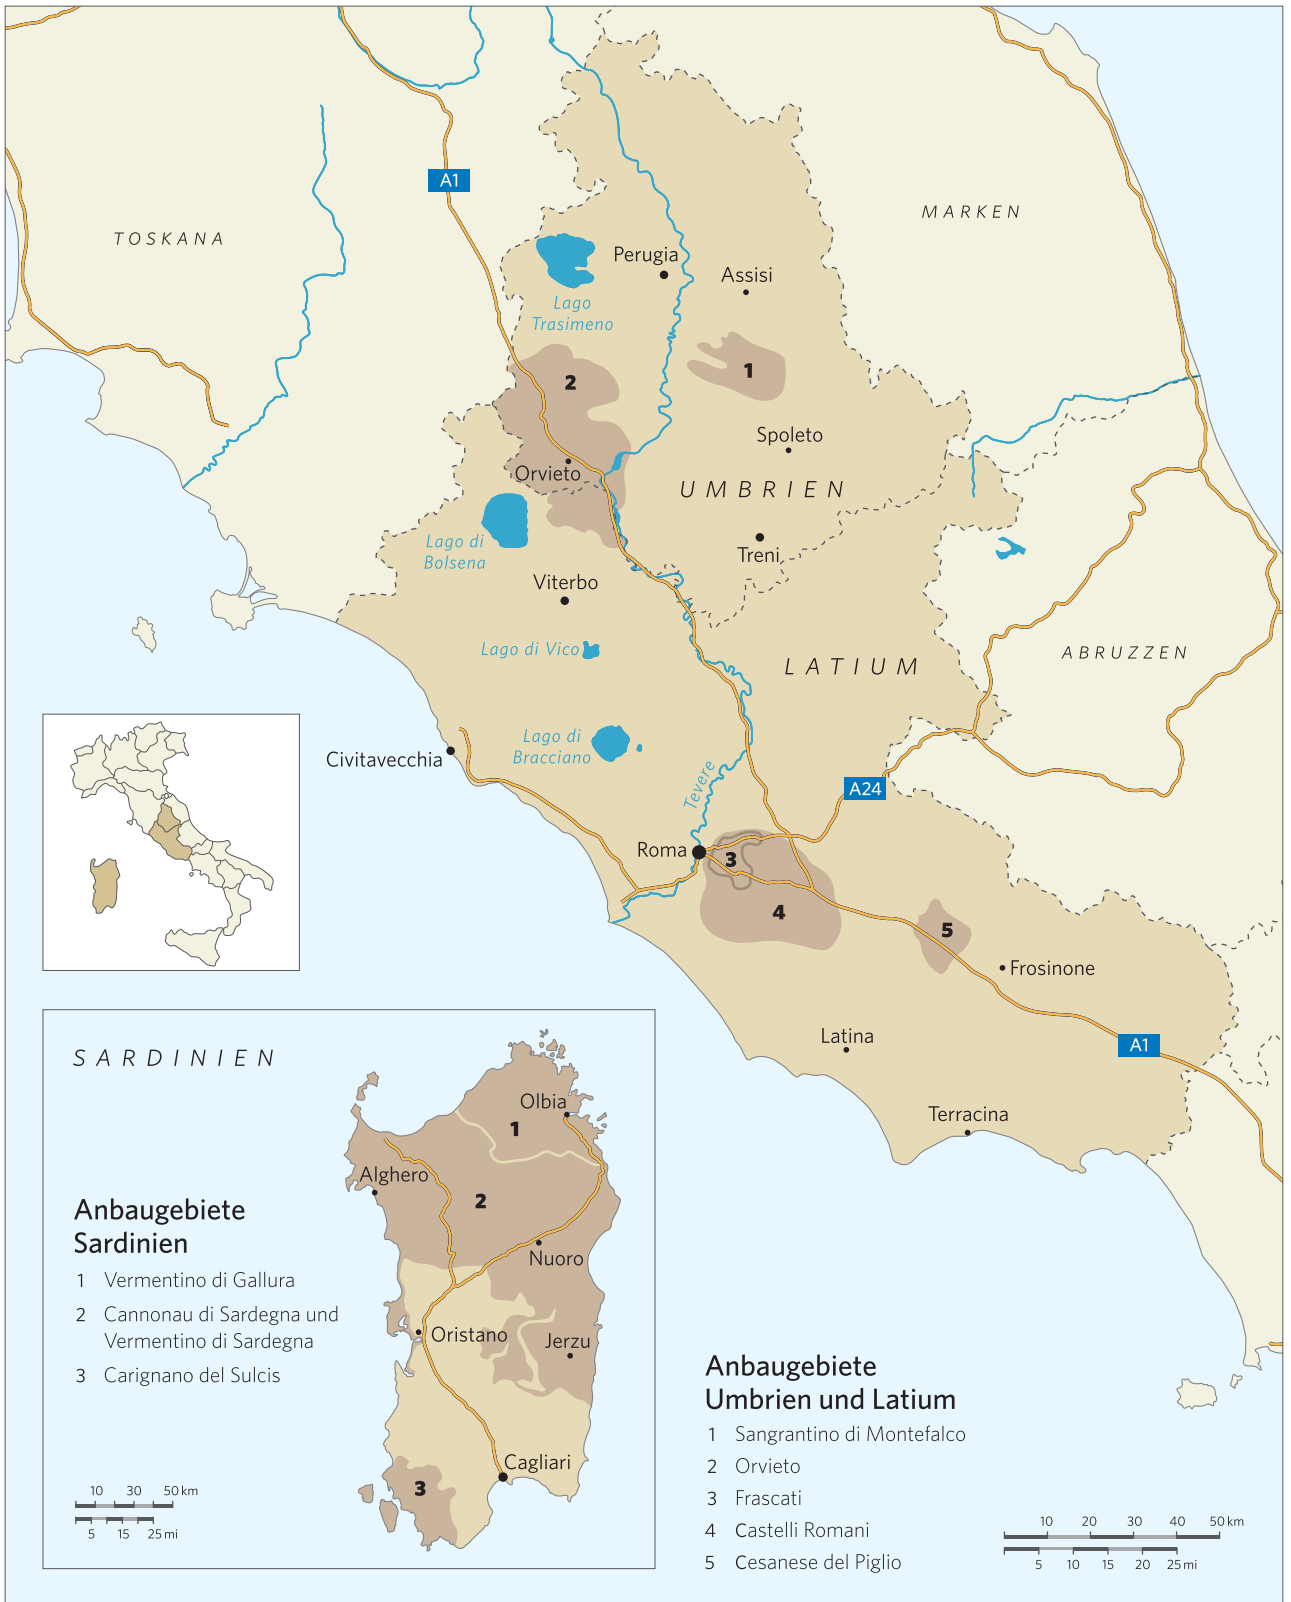 A1
TOSKANA
MARKEN
Perugia
Assisi
Lago
Trasimeno
2
1
Spoleto
Orvieto
UMBRIEN
Lago di
Bolsena
Treni
Viterbo
Lago di Vico
LATIUM
ABRUZZEN
Lago di
Bracciano
Civitavecchia
Tevere
A24
Roma
3
4
5
Frosinone
Latina
A1
Terracina
SARDINIEN
Olbia
1
Alghero
2
Nuoro
Oristano
Jerzu
Cagliari
3
Anbaugebiete
Sardinien
1 Vermentino di Gallura
2 Cannonau di Sardegna und
Vermentino di Sardegna
3 Carignano del Sulcis
10 30 50 km
5 15 25 mi
Anbaugebiete
Umbrien und Latium
1 Sangrantino di Montefalco
2 Orvieto
3 Frascati
4 Castelli Romani
5 Cesanese del Piglio
10 20 30 40 50 km
5 10 15 20 25 mi